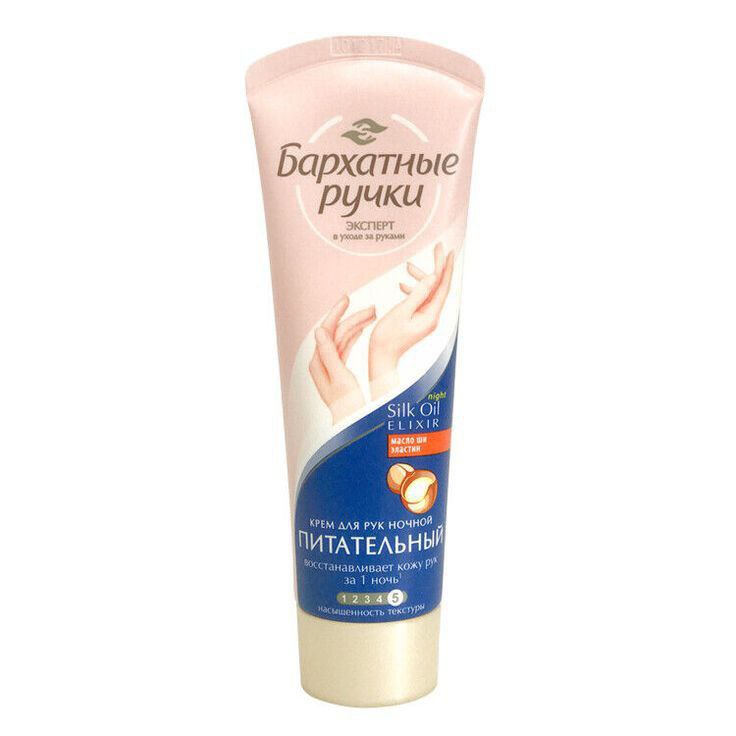 Бархатные
ручки
ЭКСПЕРТ
в уходе за руками
night
Silk Oil
ELIXIR
масло ши
эластин
КРЕМ ДЛЯ РУК НОЧНОЙ
ПИТАТЕЛЬНЫЙ
восстанавливает кожу рук
за 1 ночь¹
1 2 3 4 5
насыщенность текстуры